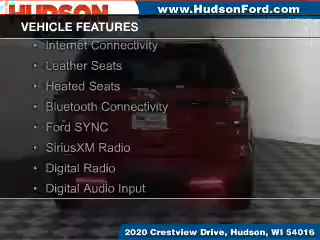 HUDSON
www.HudsonFord.com
VEHICLE FEATURES
• Internet Connectivity
• Leather Seats
• Heated Seats
• Bluetooth Connectivity
• Ford SYNC
• SiriusXM Radio
• Digital Radio
• Digital Audio Input
2020 Crestview Drive, Hudson, WI 54016